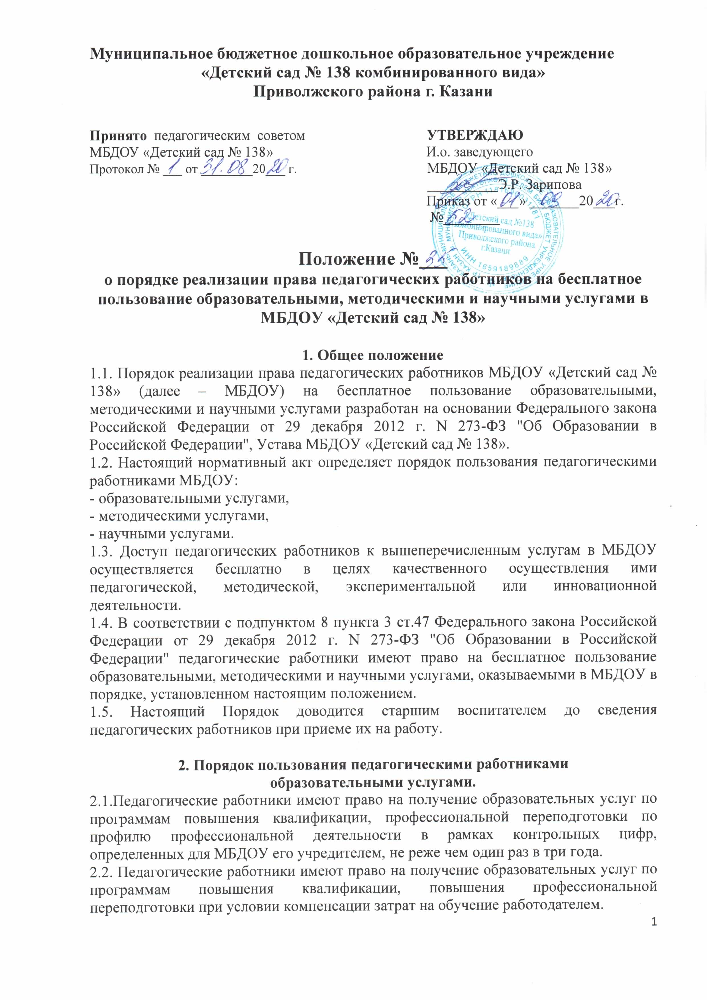 Муниципальное бюджетное дошкольное образовательное учреждение
«Детский сад № 138 комбинированного вида»
Приволжского района г. Казани
Принято педагогическим советом
МБДОУ «Детский сад № 138»
Протокол № 1 от 31.08 2020 г.
УТВЕРЖДАЮ
И.о. заведующего
МБДОУ «Детский сад № 138»
Э.Р. Зарипова
Приказ от «01» 09 2020 г.
№ 52
«Детский сад №138
комбинированного вида»
Приволжского района
г.Казани
ИНН 1659189889
Положение № 35
о порядке реализации права педагогических работников на бесплатное
пользование образовательными, методическими и научными услугами в
МБДОУ «Детский сад № 138»
1. Общее положение
1.1. Порядок реализации права педагогических работников МБДОУ «Детский сад №
138» (далее – МБДОУ) на бесплатное пользование образовательными,
методическими и научными услугами разработан на основании Федерального закона
Российской Федерации от 29 декабря 2012 г. N 273-ФЗ "Об Образовании в
Российской Федерации", Устава МБДОУ «Детский сад № 138».
1.2. Настоящий нормативный акт определяет порядок пользования педагогическими
работниками МБДОУ:
- образовательными услугами,
- методическими услугами,
- научными услугами.
1.3. Доступ педагогических работников к вышеперечисленным услугам в МБДОУ
осуществляется бесплатно в целях качественного осуществления ими
педагогической, методической, экспериментальной или инновационной
деятельности.
1.4. В соответствии с подпунктом 8 пункта 3 ст.47 Федерального закона Российской
Федерации от 29 декабря 2012 г. N 273-ФЗ "Об Образовании в Российской
Федерации" педагогические работники имеют право на бесплатное пользование
образовательными, методическими и научными услугами, оказываемыми в МБДОУ в
порядке, установленном настоящим положением.
1.5. Настоящий Порядок доводится старшим воспитателем до сведения
педагогических работников при приеме их на работу.
2. Порядок пользования педагогическими работниками
образовательными услугами.
2.1.Педагогические работники имеют право на получение образовательных услуг по
программам повышения квалификации, профессиональной переподготовки по
профилю профессиональной деятельности в рамках контрольных цифр,
определенных для МБДОУ его учредителем, не реже чем один раз в три года.
2.2. Педагогические работники имеют право на получение образовательных услуг по
программам повышения квалификации, повышения профессиональной
переподготовки при условии компенсации затрат на обучение работодателем.
1